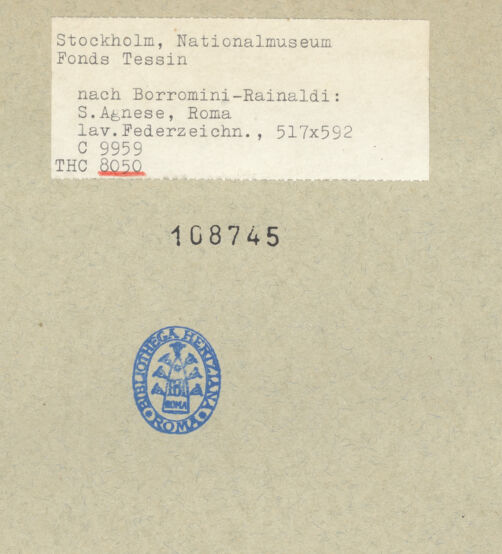 Stockholm, Nationalmuseum
Fonds Tessin
nach Borromini-Rainaldi:
S.Agnese, Roma
lav.Federzeichn., 517x592
C 9959
THC 8050
108745
BIBLIOTHECA HERTZIANA
ROMA
ROMA